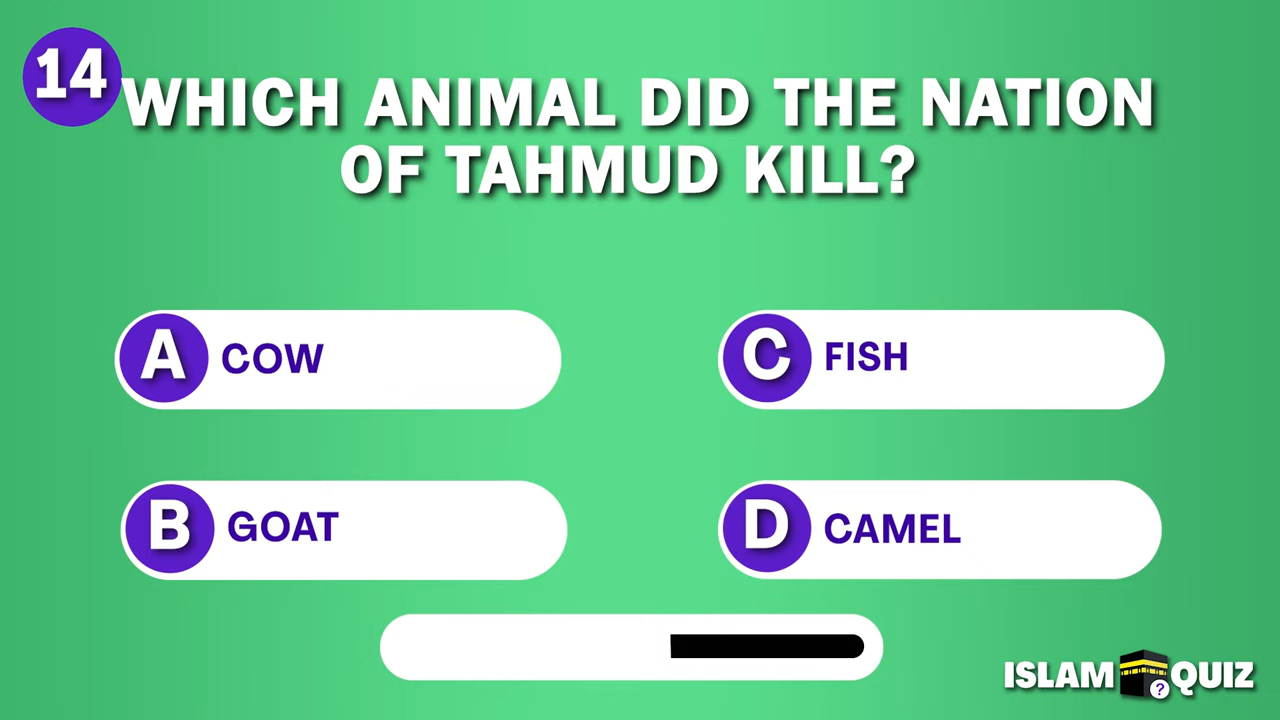 14
WHICH ANIMAL DID THE NATION
OF TAHMUD KILL?
A COW
C FISH
B GOAT
D CAMEL
ISLAM ? QUIZ